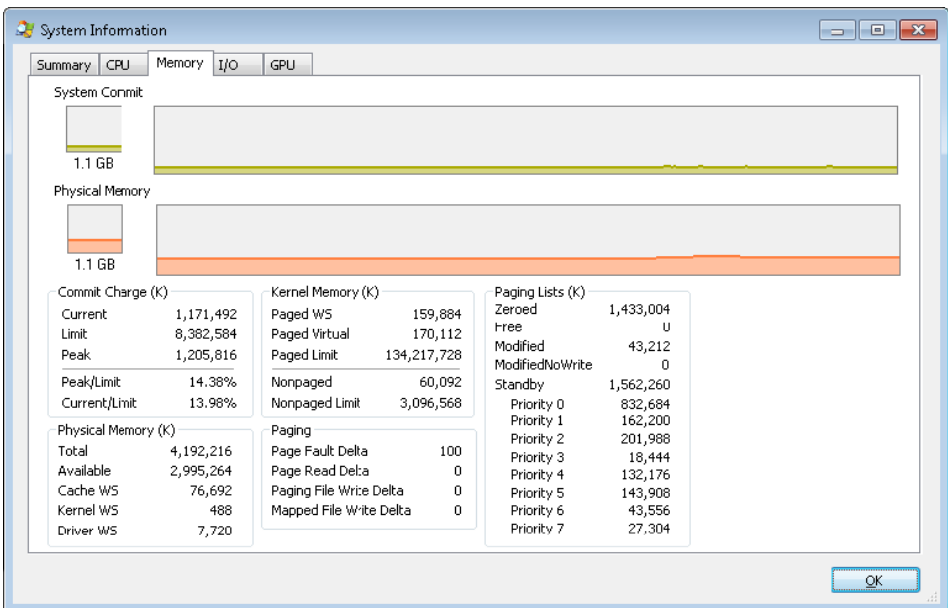 System Information
Summary CPU Memory I/O GPU
System Commit
1.1 GB
Physical Memory
1.1 GB
Commit Charge (K)
Current 1,171,492
Limit 8,382,584
Peak 1,205,816
Peak/Limit 14.38%
Current/Limit 13.98%
Kernel Memory (K)
Paged WS 159,884
Paged Virtual 170,112
Paged Limit 134,217,728
Nonpaged 60,092
Nonpaged Limit 3,096,568
Paging Lists (K)
Zeroed 1,433,004
Free 0
Modified 43,212
ModifiedNoWrite 0
Standby 1,562,260
Priority 0 832,684
Priority 1 162,200
Priority 2 201,988
Priority 3 18,444
Priority 4 132,176
Priority 5 143,908
Priority 6 43,556
Priority 7 27,304
Physical Memory (K)
Total 4,192,216
Available 2,995,264
Cache WS 76,692
Kernel WS 488
Driver WS 7,720
Paging
Page Fault Delta 100
Page Read Delta 0
Paging File Write Delta 0
Mapped File Write Delta 0
OK